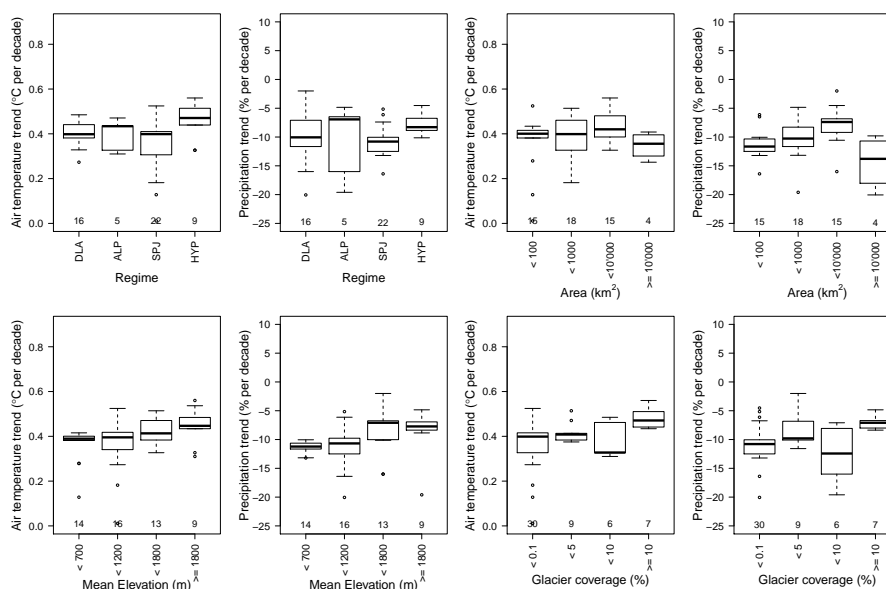 Air temperature trend (°C per decade)
0.8
0.6
0.4
0.2
0.0
16 5 22 9
DLA
ALP
SPJ
HYP
Regime
Precipitation trend (% per decade)
10
5
0
−5
−10
−15
−20
−25
16 5 22 9
DLA
ALP
SPJ
HYP
Regime
Air temperature trend (°C per decade)
0.8
0.6
0.4
0.2
0.0
15 18 15 4
< 100
< 1000
< 10'000
>= 10'000
Area (km²)
Precipitation trend (% per decade)
10
5
0
−5
−10
−15
−20
−25
15 18 15 4
< 100
< 1000
< 10'000
>= 10'000
Area (km²)
Air temperature trend (°C per decade)
0.8
0.6
0.4
0.2
0.0
14 16 13 9
< 700
< 1200
< 1800
>= 1800
Mean Elevation (m)
Precipitation trend (% per decade)
10
5
0
−5
−10
−15
−20
−25
14 16 13 9
< 700
< 1200
< 1800
>= 1800
Mean Elevation (m)
Air temperature trend (°C per decade)
0.8
0.6
0.4
0.2
0.0
30 9 6 7
< 0.1
< 5
< 10
>= 10
Glacier coverage (%)
Precipitation trend (% per decade)
10
5
0
−5
−10
−15
−20
−25
30 9 6 7
< 0.1
< 5
< 10
>= 10
Glacier coverage (%)